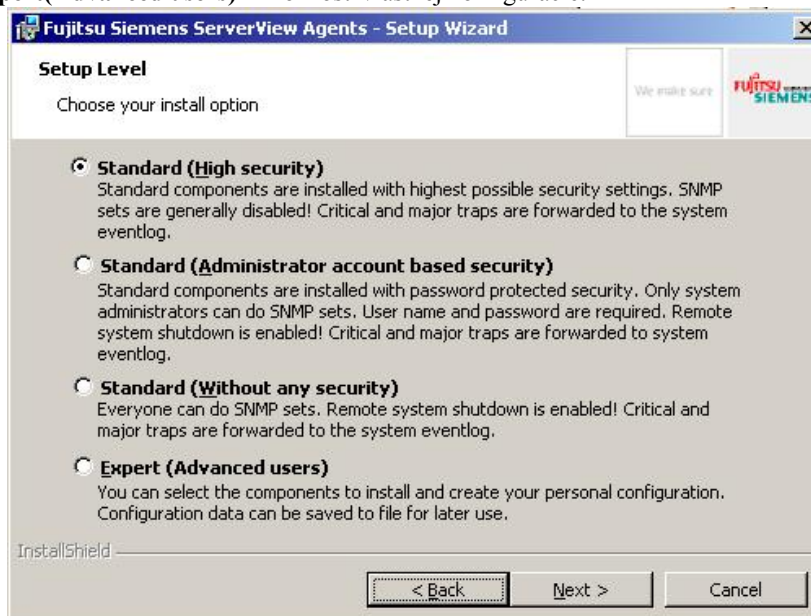 Fujitsu Siemens ServerView Agents - Setup Wizard
Setup Level
Choose your install option
We make sure
FUJITSU
SIEMENS
Standard (High security)
Standard components are installed with highest possible security settings. SNMP
sets are generally disabled! Critical and major traps are forwarded to the system
eventlog.
Standard (Administrator account based security)
Standard components are installed with password protected security. Only system
administrators can do SNMP sets. User name and password are required. Remote
system shutdown is enabled! Critical and major traps are forwarded to system
eventlog.
Standard (Without any security)
Everyone can do SNMP sets. Remote system shutdown is enabled! Critical and
major traps are forwarded to the system eventlog.
Expert (Advanced users)
You can select the components to install and create your personal configuration.
Configuration data can be saved to file for later use.
InstallShield
< Back
Next >
Cancel